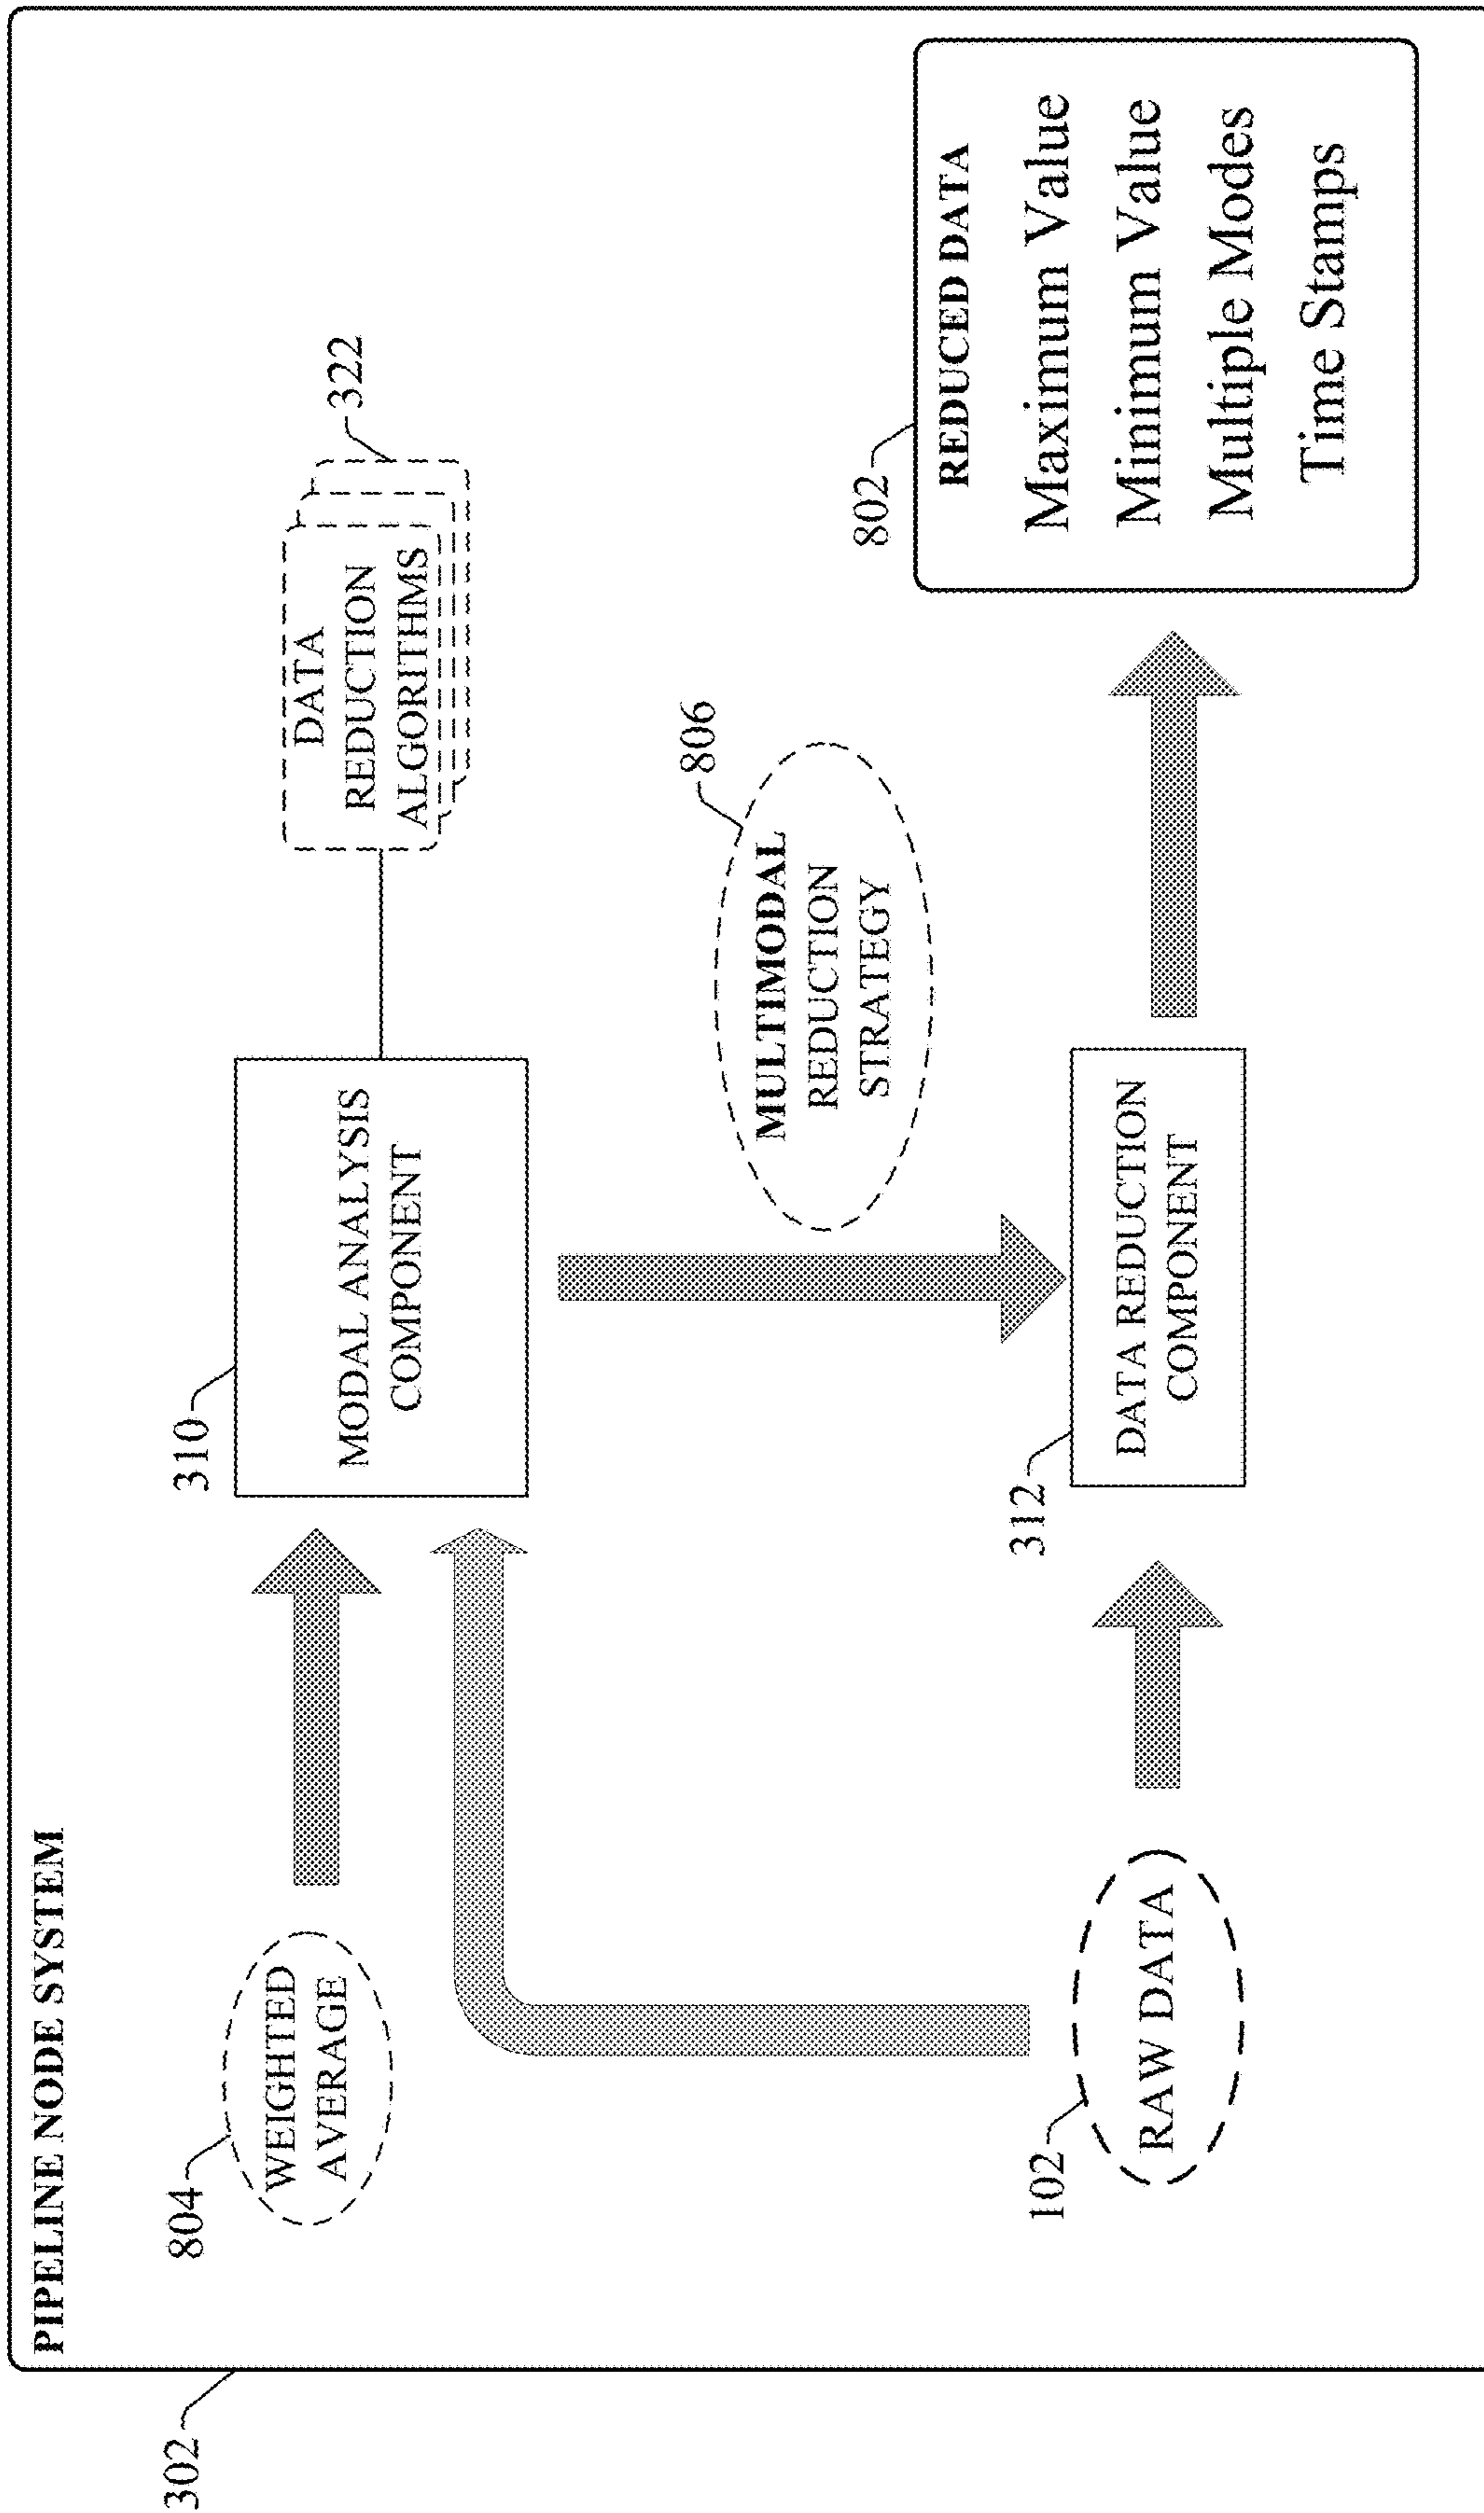 PIPELINE NODE SYSTEM
302
804
WEIGHTED
AVERAGE
310
MODAL ANALYSIS
COMPONENT
322
DATA
REDUCTION
ALGORITHMS
806
MULTIMODAL
REDUCTION
STRATEGY
102
RAW DATA
312
DATA REDUCTION
COMPONENT
802
REDUCED DATA
Maximum Value
Minimum Value
Multiple Modes
Time Stamps